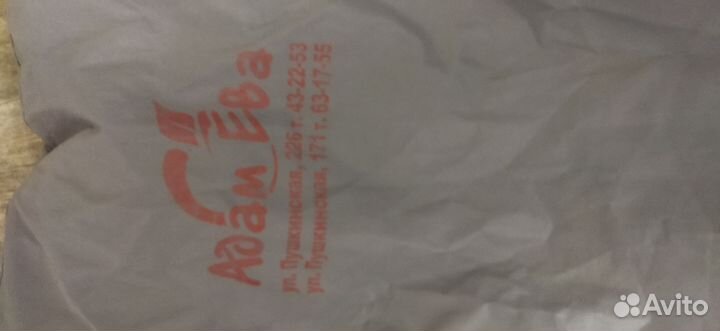 Адам Ева
ул. Пушкинская, 226 т. 43-22-53
ул. Пушкинская, 171 т. 63-17-55
Avito